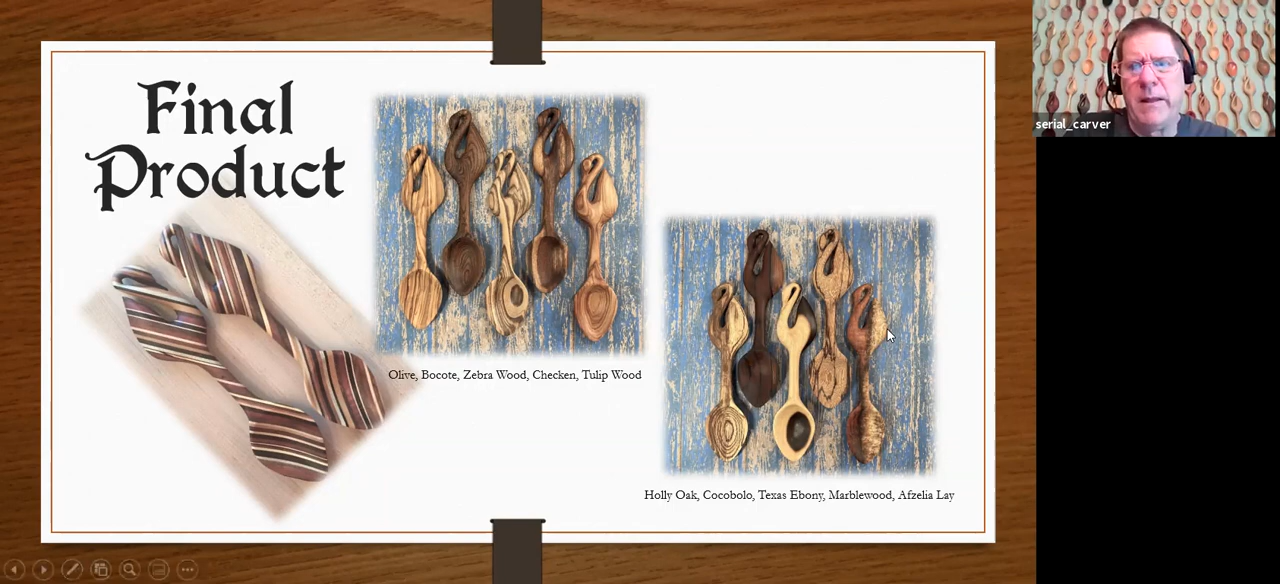 Final
Product
serial_carver
Olive, Bocote, Zebra Wood, Checken, Tulip Wood
Holly Oak, Cocobolo, Texas Ebony, Marblewood, Afzelia Lay